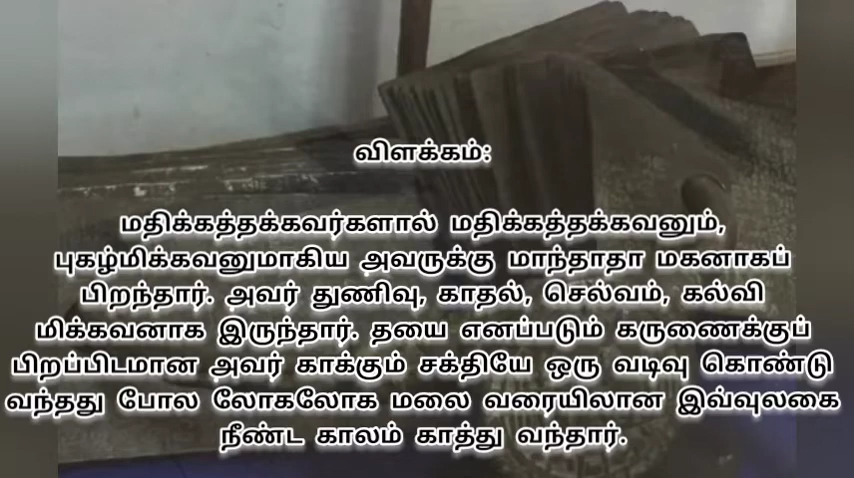 விளக்கம்:
மதிக்கத்தக்கவர்களால் மதிக்கத்தக்கவனும்,
புகழ்மிக்கவனுமாகிய அவருக்கு மாந்தாதா மகனாகப்
பிறந்தார். அவர் துணிவு, காதல், செல்வம், கல்வி
மிக்கவனாக இருந்தார். தயை எனப்படும் கருணைக்குப்
பிறப்பிடமான அவர் காக்கும் சக்தியே ஒரு வடிவு கொண்டு
வந்தது போல லோகலோக மலை வரையிலான இவ்வுலகை
நீண்ட காலம் காத்து வந்தார்.